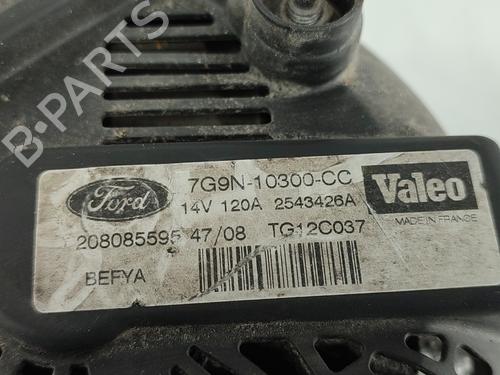 B-PARTS
Ford
7G9N-10300-CC
14V 120A 2543426A
Valeo
MADE IN FRANCE
208085595 47/08 TG12C037
BEFYA